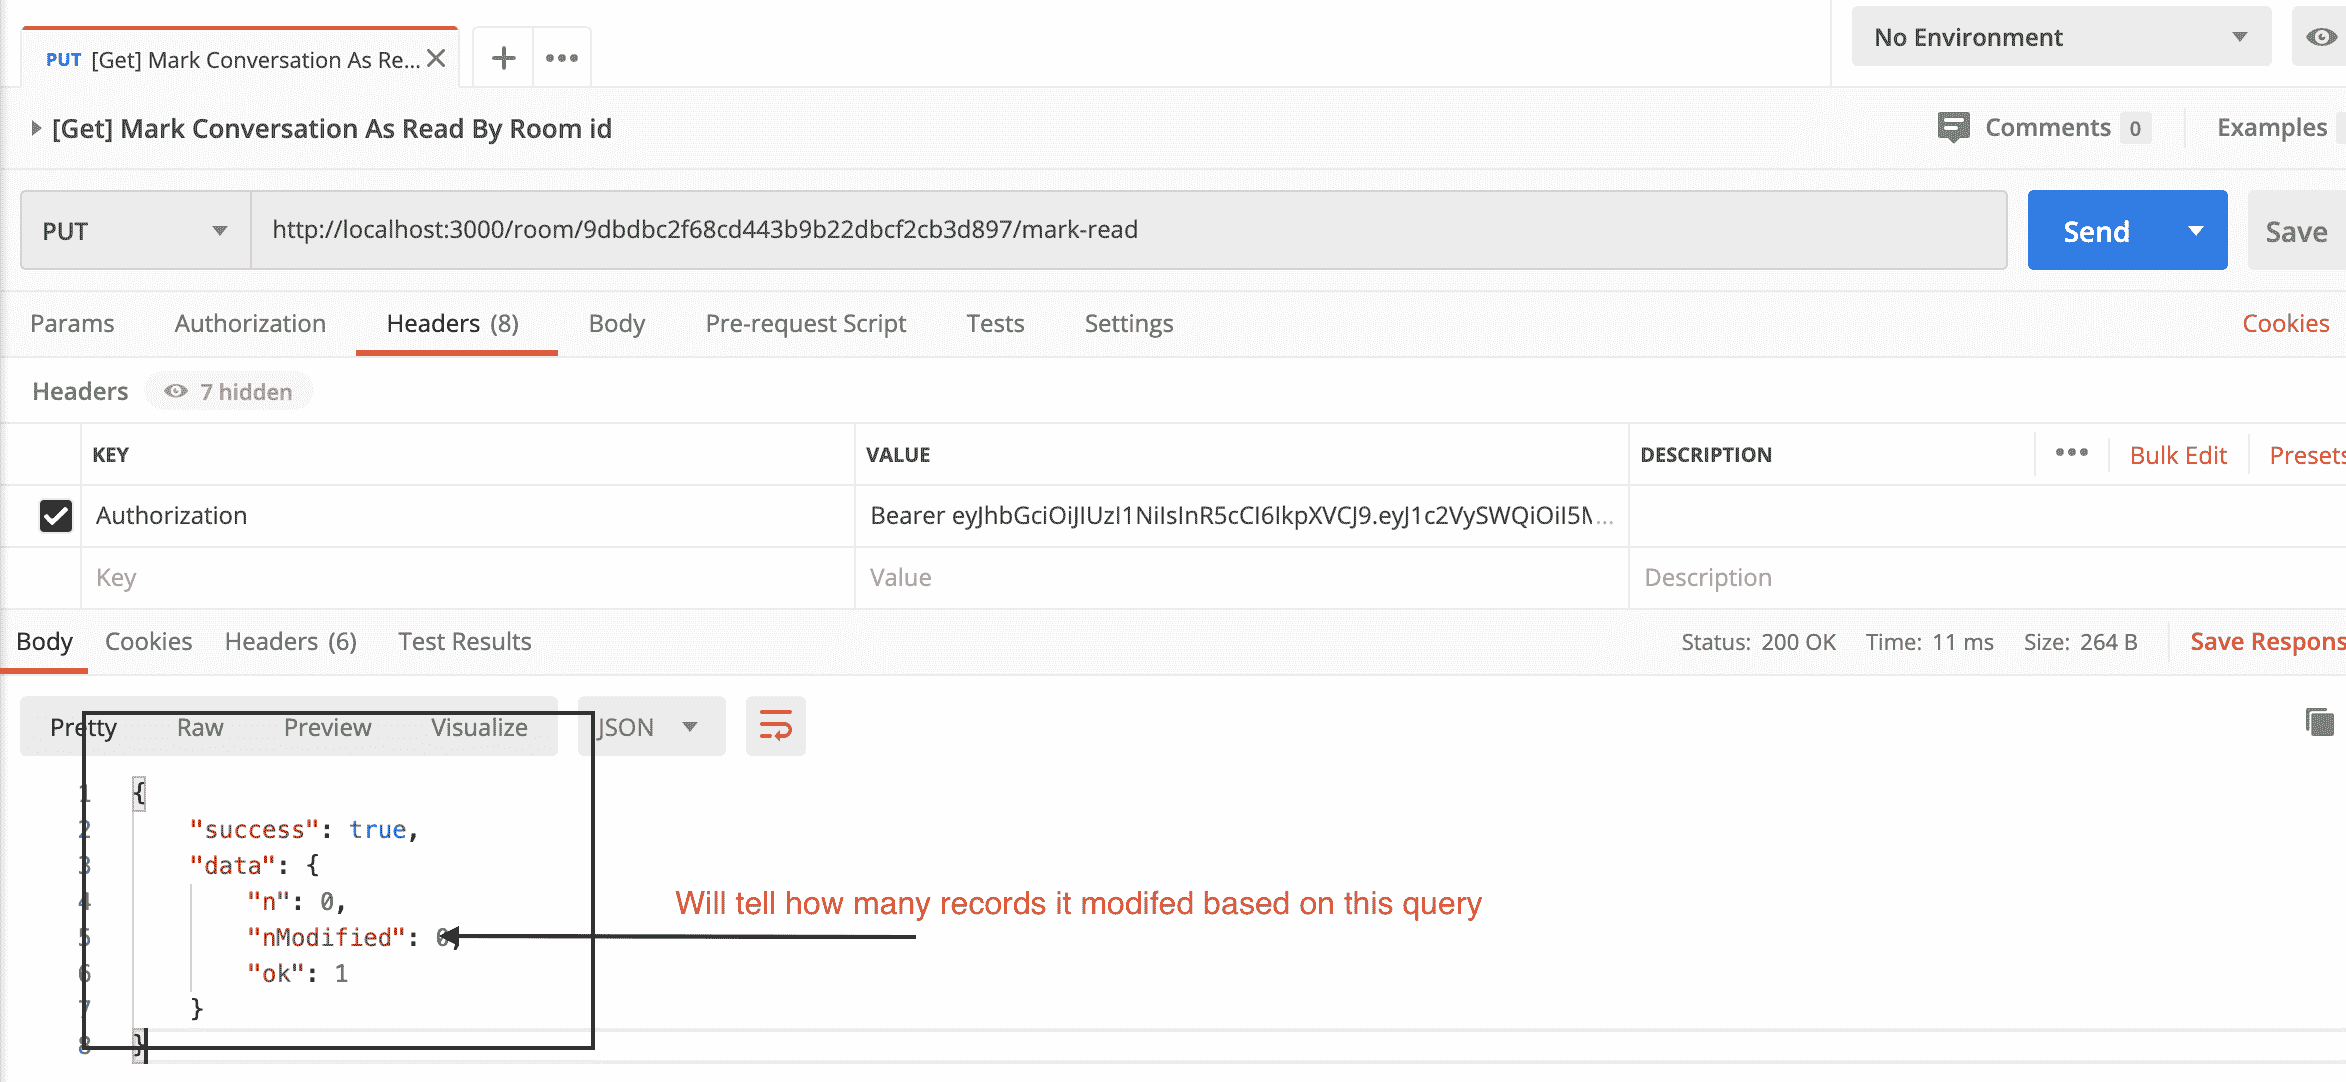 PUT [Get] Mark Conversation As Re...
No Environment
[Get] Mark Conversation As Read By Room id
Comments 0 Examples
PUT http://localhost:3000/room/9dbdbc2f68cd443b9b22dbcf2cb3d897/mark-read Send Save
Params Authorization Headers (8) Body Pre-request Script Tests Settings Cookies
Headers 7 hidden
KEY VALUE DESCRIPTION ••• Bulk Edit Presets
Authorization Bearer eyJhbGciOiJIUzI1NiIsInR5cCI6IkpXVCJ9.eyJ1c2VySWQiOiI5M...
Key Value Description
Body Cookies Headers (6) Test Results Status: 200 OK Time: 11 ms Size: 264 B Save Respons
Pretty Raw Preview Visualize JSON
1 {
2 "success": true,
3 "data": {
4 "n": 0,
5 "nModified": 0,
6 "ok": 1
7 }
8 }
Will tell how many records it modifed based on this query